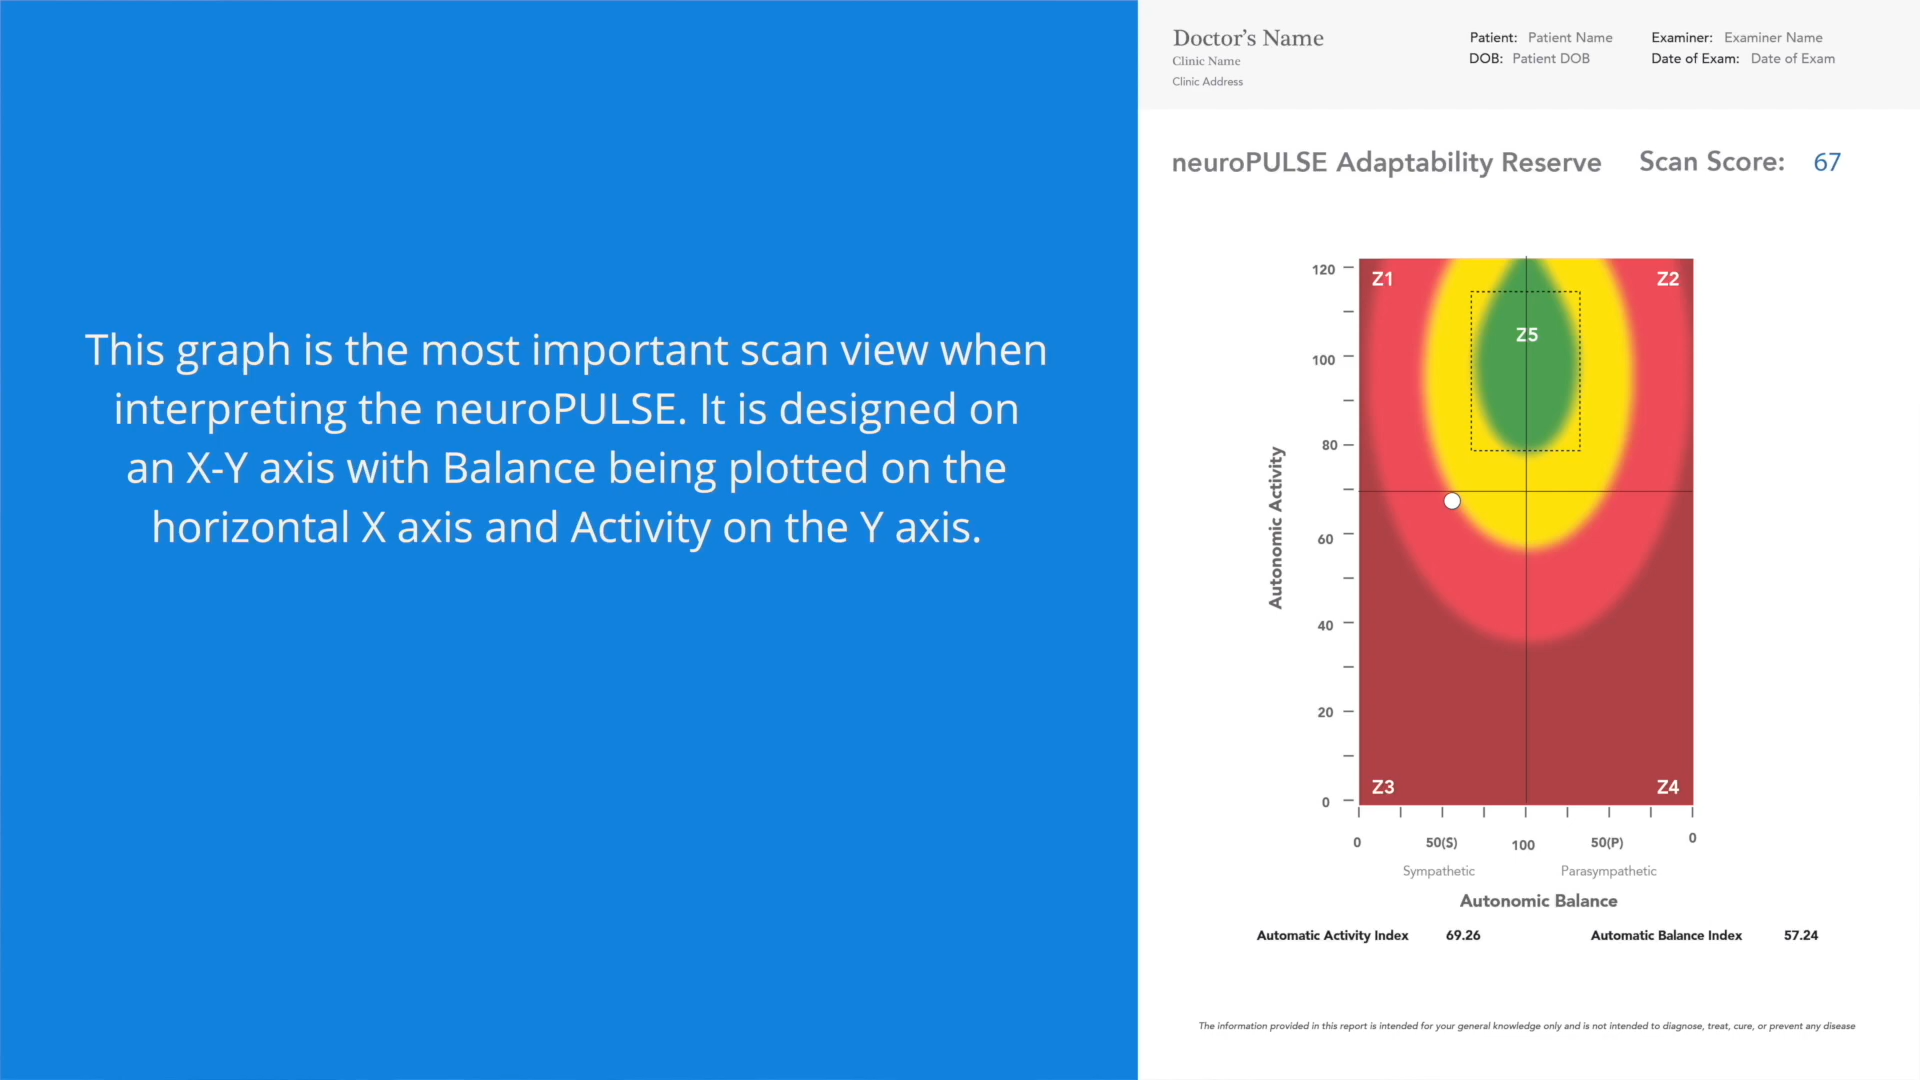 This graph is the most important scan view when
interpreting the neuroPULSE. It is designed on
an X-Y axis with Balance being plotted on the
horizontal X axis and Activity on the Y axis.
Doctor's Name
Clinic Name
Clinic Address
Patient: Patient Name
DOB: Patient DOB
Examiner: Examiner Name
Date of Exam: Date of Exam
neuroPULSE Adaptability Reserve Scan Score: 67
Autonomic Activity
120
100
80
60
40
20
0
Z1
Z2
Z5
Z3
Z4
0 50(S) 100 50(P) 0
Sympathetic Parasympathetic
Autonomic Balance
Automatic Activity Index 69.26 Automatic Balance Index 57.24
The information provided in this report is intended for your general knowledge only and is not intended to diagnose, treat, cure, or prevent any disease